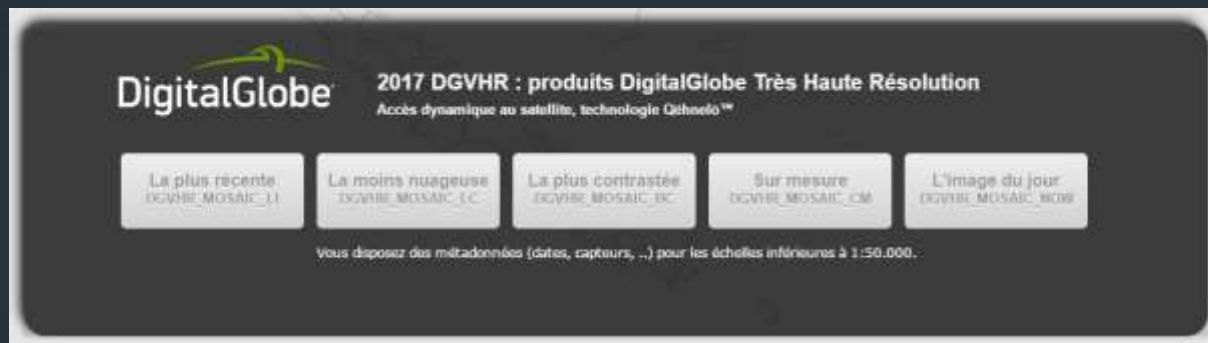 DigitalGlobe
2017 DGVHR : produits DigitalGlobe Très Haute Résolution
Accès dynamique au satellite, technologie Qëhnelö™
La plus récente
DGVHR_MOSAIC_LI
La moins nuageuse
DGVHR_MOSAIC_LC
La plus contrastée
DGVHR_MOSAIC_BC
Sur mesure
DGVHR_MOSAIC_CM
L'image du jour
DGVHR_MOSAIC_NOW
Vous disposez des métadonnées (dates, capteurs, ..) pour les échelles inférieures à 1:50.000.